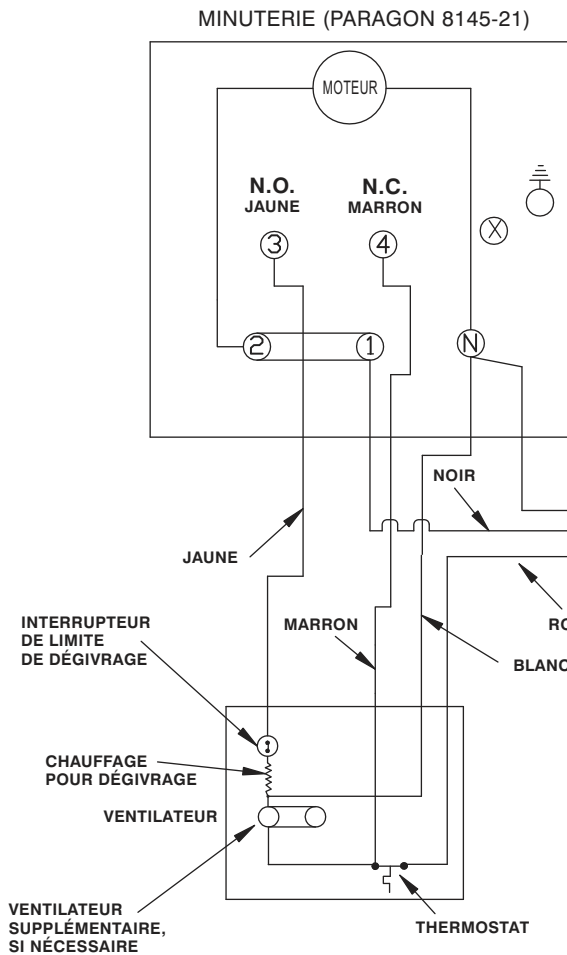 MINUTERIE (PARAGON 8145-21)
MOTEUR
N.O.
JAUNE
N.C.
MARRON
3
4
X
2
1
N
NOIR
JAUNE
INTERRUPTEUR
DE LIMITE
DE DÉGIVRAGE
MARRON
RO
BLANC
CHAUFFAGE
POUR DÉGIVRAGE
VENTILATEUR
VENTILATEUR
SUPPLÉMENTAIRE,
SI NÉCESSAIRE
THERMOSTAT